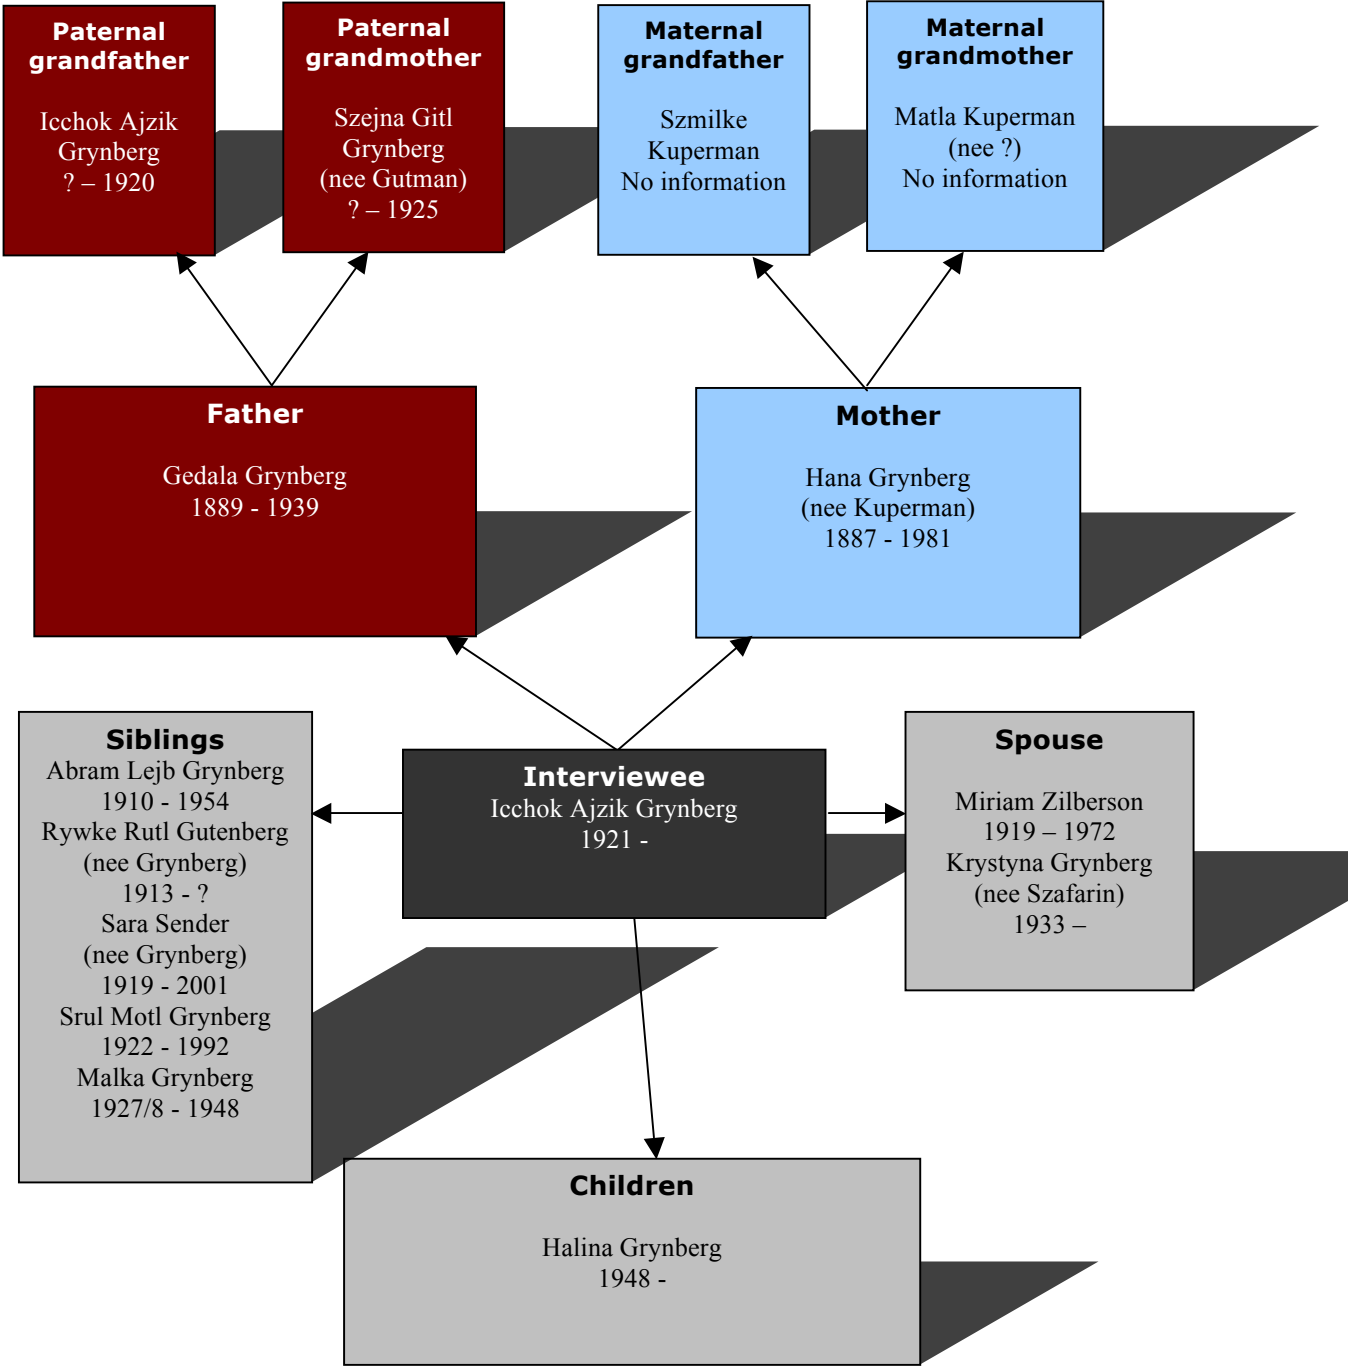 Paternal
grandfather
Icchok Ajzik
Grynberg
? – 1920
Paternal
grandmother
Szejna Gitl
Grynberg
(nee Gutman)
? – 1925
Maternal
grandfather
Szmilke
Kuperman
No information
Maternal
grandmother
Matla Kuperman
(nee ?)
No information
Father
Gedala Grynberg
1889 - 1939
Mother
Hana Grynberg
(nee Kuperman)
1887 - 1981
Siblings
Abram Lejb Grynberg
1910 - 1954
Rywke Rutl Gutenberg
(nee Grynberg)
1913 - ?
Sara Sender
(nee Grynberg)
1919 - 2001
Srul Motl Grynberg
1922 - 1992
Malka Grynberg
1927/8 - 1948
Interviewee
Icchok Ajzik Grynberg
1921 -
Spouse
Miriam Zilberson
1919 – 1972
Krystyna Grynberg
(nee Szafarin)
1933 –
Children
Halina Grynberg
1948 -